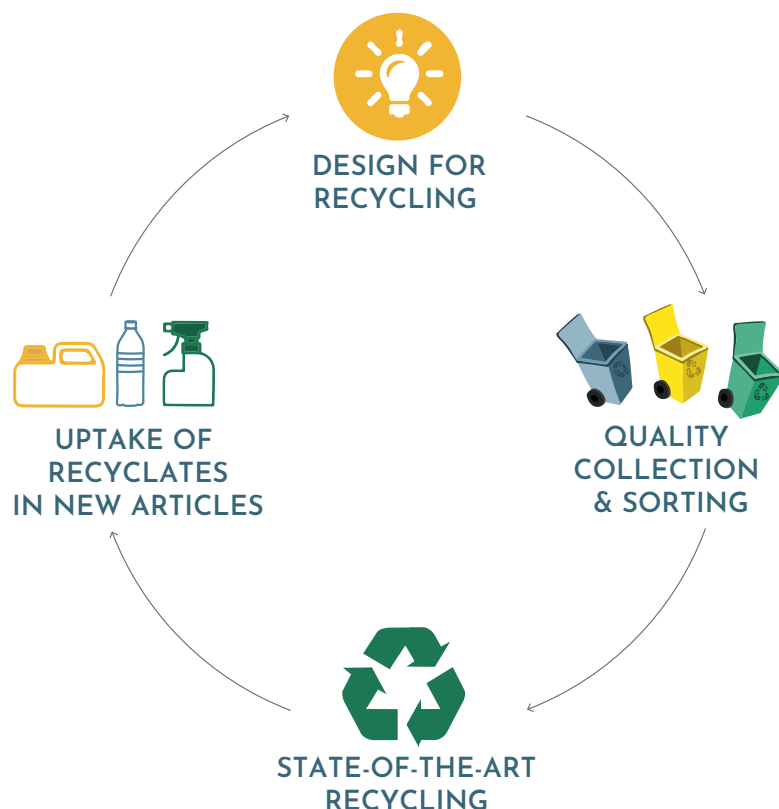 DESIGN FOR
RECYCLING
QUALITY
COLLECTION
& SORTING
STATE-OF-THE-ART
RECYCLING
UPTAKE OF
RECYCLATES
IN NEW ARTICLES